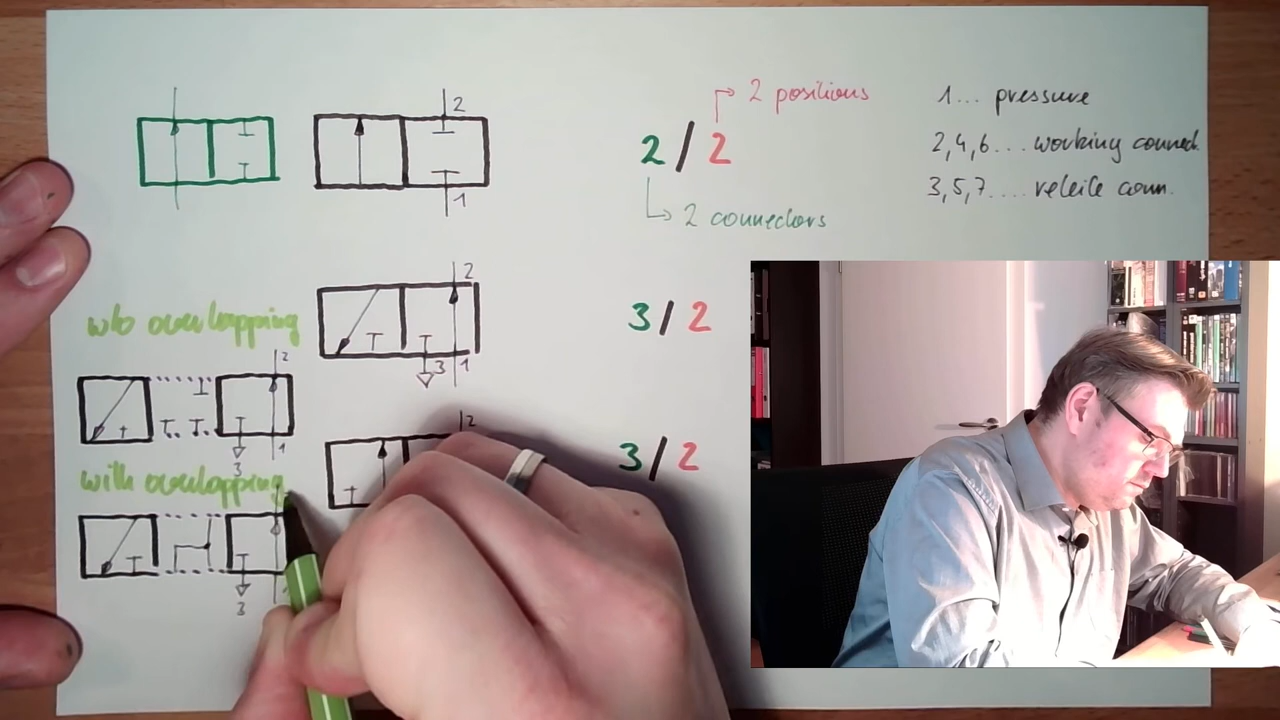 2 positions
2 / 2
2 connectors
1... pressure
2,4,6... working connect.
3,5,7.... releile conn.
2
1
2
3
1
3 / 2
w/o overlapping
2
3
1
with overlapping
3
2
3 / 2